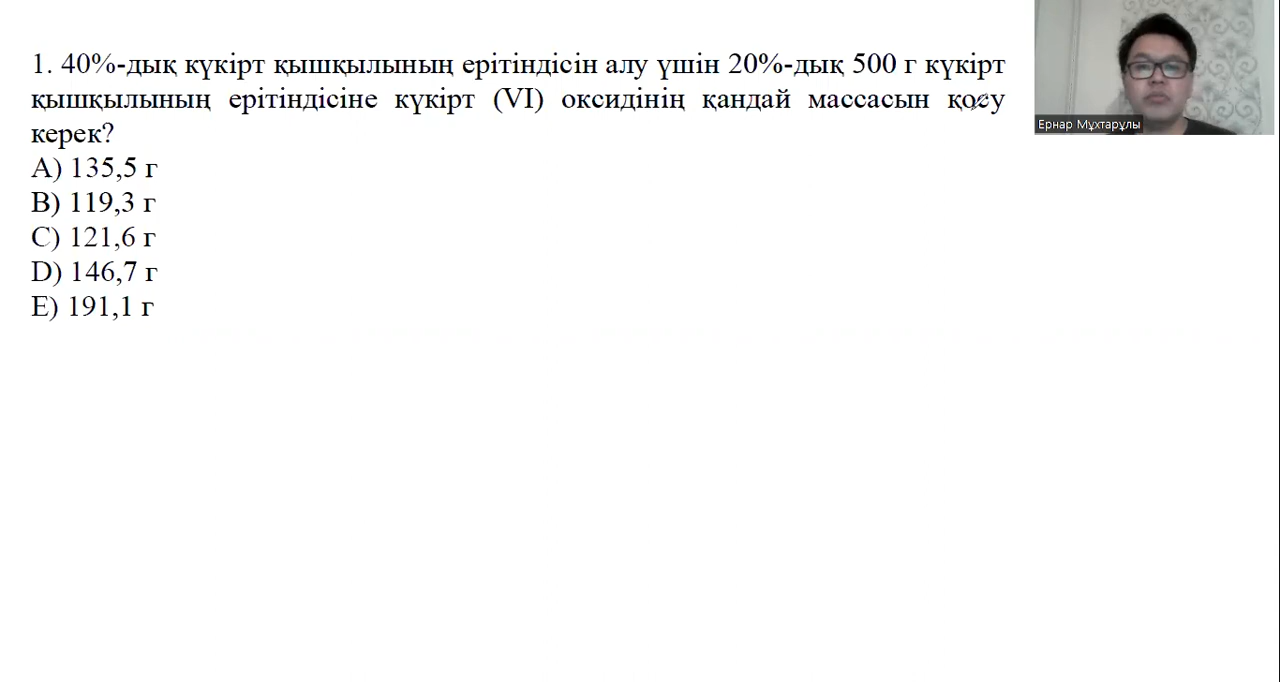 1. 40%-дық күкірт қышқылының ерітіндісін алу үшін 20%-дық 500 г күкірт
қышқылының ерітіндісіне күкірт (VI) оксидінің қандай массасын қосу
керек?
A) 135,5 г
B) 119,3 г
C) 121,6 г
D) 146,7 г
E) 191,1 г
Ернар Мұхтарұлы